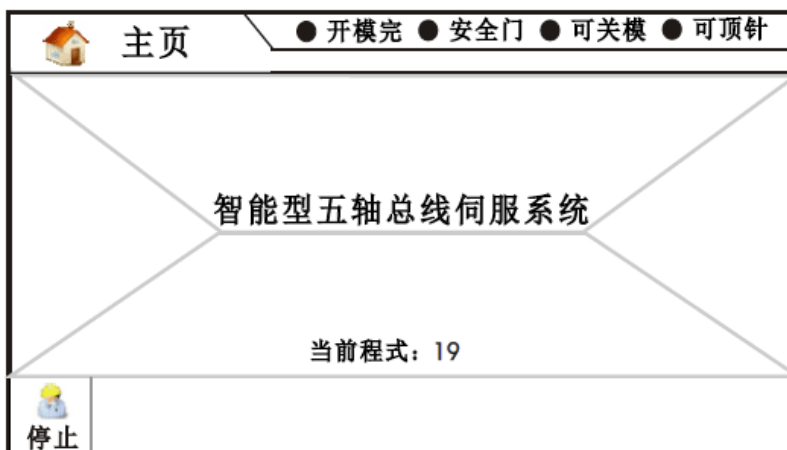 主页 ● 开模完 ● 安全门 ● 可关模 ● 可顶针
智能型五轴总线伺服系统
当前程式：19
停止